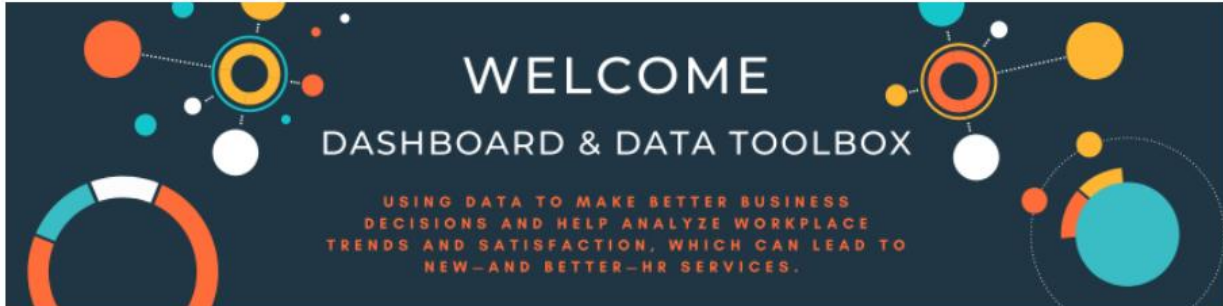 WELCOME
DASHBOARD & DATA TOOLBOX
USING DATA TO MAKE BETTER BUSINESS
DECISIONS AND HELP ANALYZE WORKPLACE
TRENDS AND SATISFACTION, WHICH CAN LEAD TO
NEW—AND BETTER—HR SERVICES.